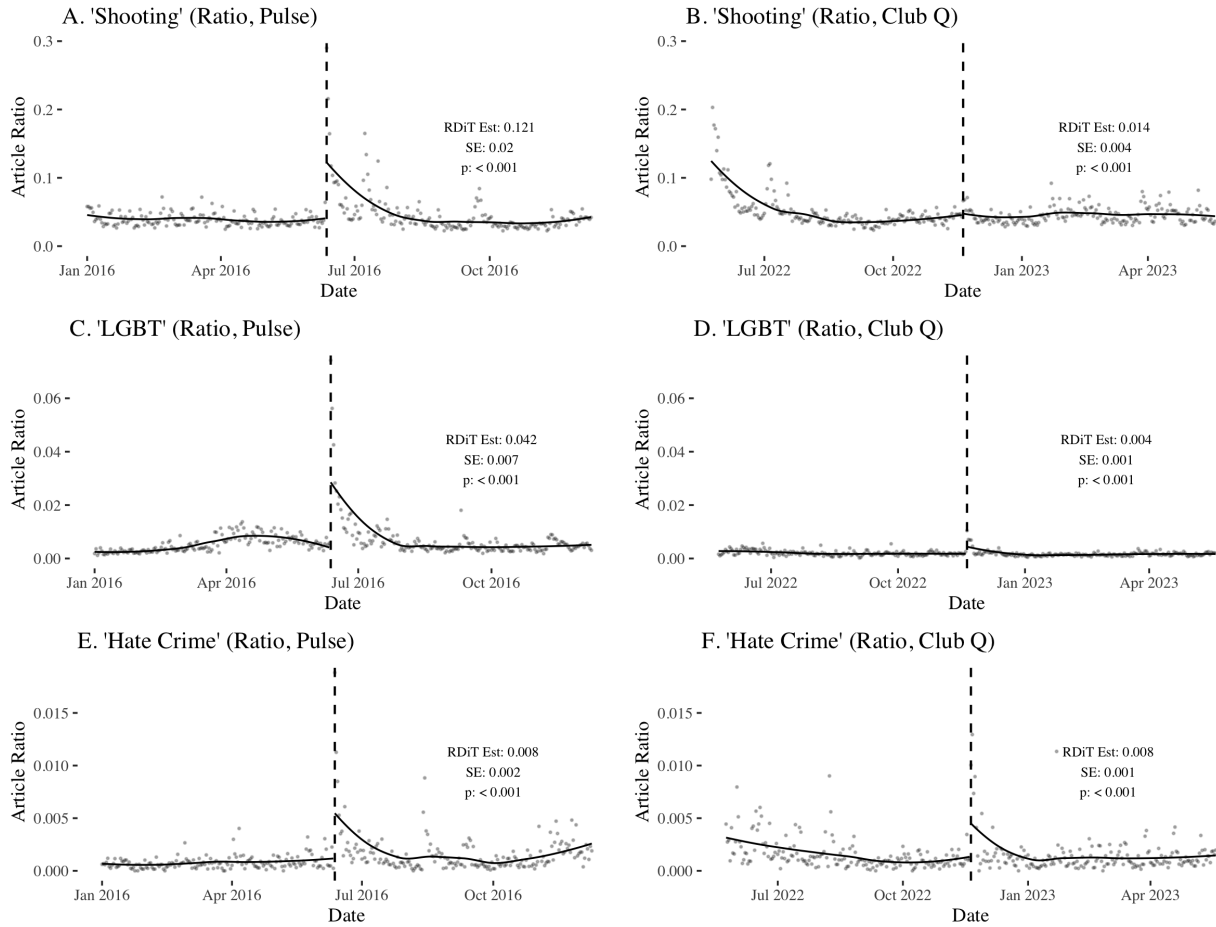 A. 'Shooting' (Ratio, Pulse)
0.3
0.2
0.1
0.0
Article Ratio
RDiT Est: 0.121
SE: 0.02
p: < 0.001
Jan 2016 Apr 2016 Jul 2016 Oct 2016
Date
B. 'Shooting' (Ratio, Club Q)
0.3
0.2
0.1
0.0
Article Ratio
RDiT Est: 0.014
SE: 0.004
p: < 0.001
Jul 2022 Oct 2022 Jan 2023 Apr 2023
Date
C. 'LGBT' (Ratio, Pulse)
0.06
0.04
0.02
0.00
Article Ratio
RDiT Est: 0.042
SE: 0.007
p: < 0.001
Jan 2016 Apr 2016 Jul 2016 Oct 2016
Date
D. 'LGBT' (Ratio, Club Q)
0.06
0.04
0.02
0.00
Article Ratio
RDiT Est: 0.004
SE: 0.001
p: < 0.001
Jul 2022 Oct 2022 Jan 2023 Apr 2023
Date
E. 'Hate Crime' (Ratio, Pulse)
0.015
0.010
0.005
0.000
Article Ratio
RDiT Est: 0.008
SE: 0.002
p: < 0.001
Jan 2016 Apr 2016 Jul 2016 Oct 2016
Date
F. 'Hate Crime' (Ratio, Club Q)
0.015
0.010
0.005
0.000
Article Ratio
RDiT Est: 0.008
SE: 0.001
p: < 0.001
Jul 2022 Oct 2022 Jan 2023 Apr 2023
Date